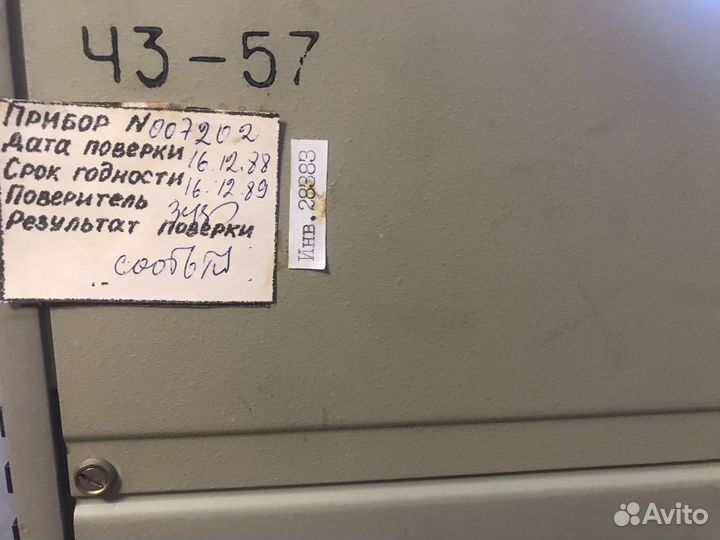 Ч3-57
ПРИБОР N007202
Дата поверки 16.12.88
Срок годности 16.12.89
Поверитель
Результат поверки
Инв.28383
Avito